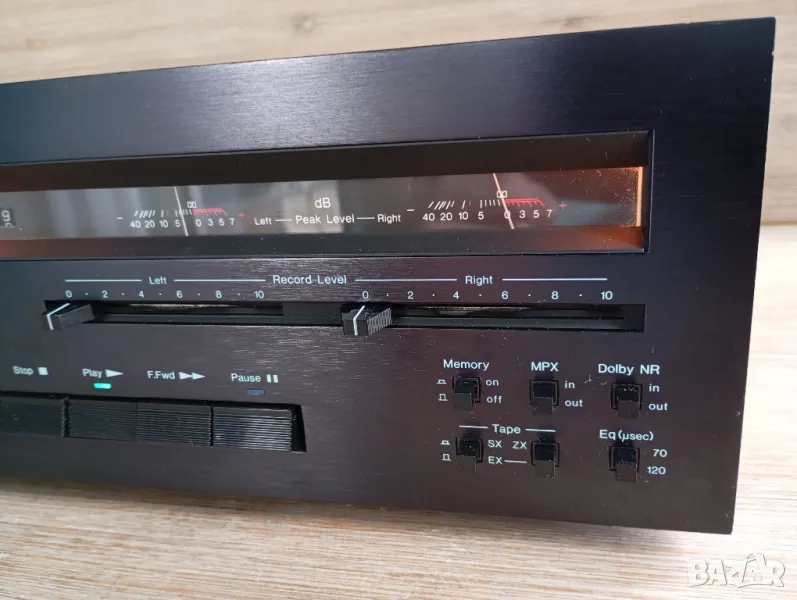 dB
40 20 10 5 0 3 5 7 +
Left Peak Level Right
40 20 10 5 0 3 5 7 +
Left Record Level Right
0 · 2 · 4 · 6 · 8 · 10
0 · 2 · 4 · 6 · 8 · 10
Stop Play F.Fwd Pause
Memory MPX Dolby NR
on in in
off out out
Tape Eq (μsec)
SX ZX 70
EX 120
BAZAR